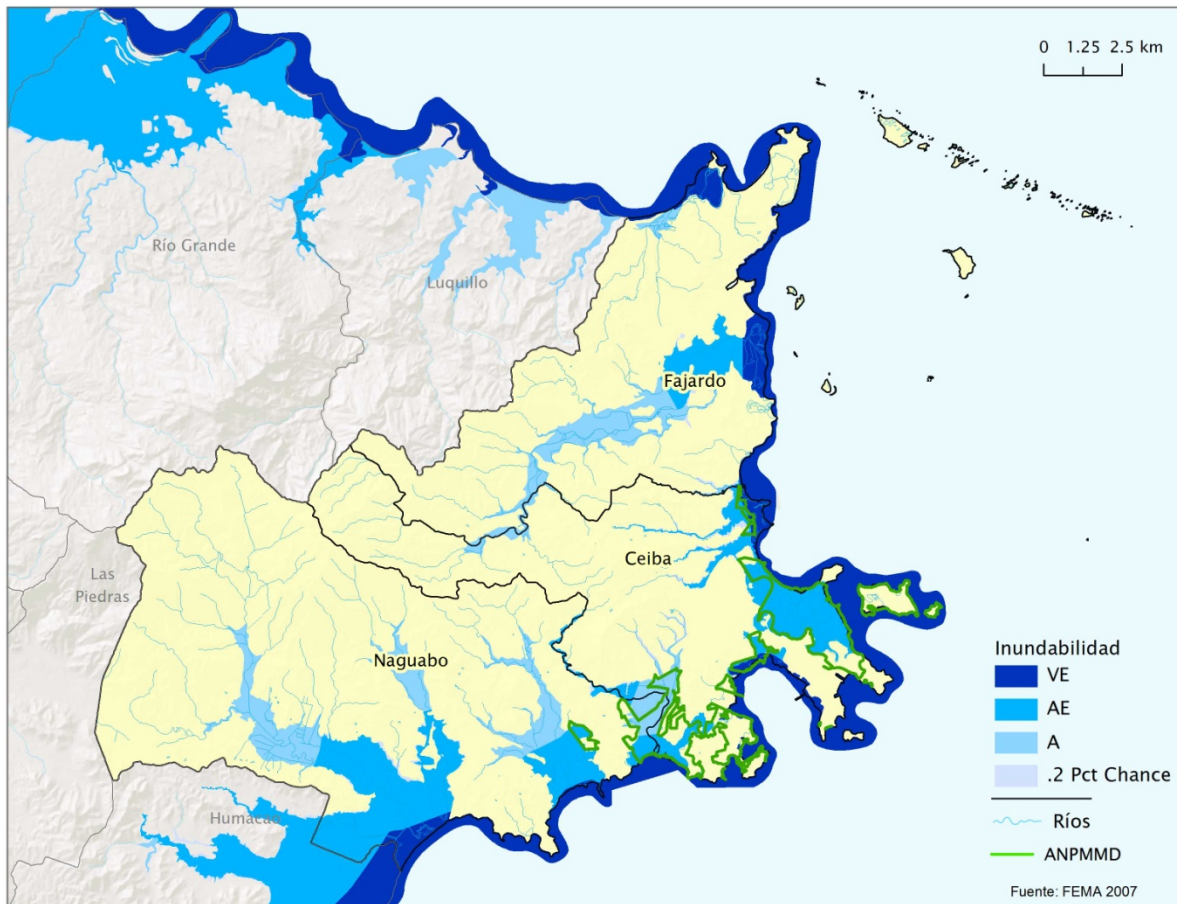 0 1.25 2.5 km
Río Grande
Luquillo
Fajardo
Ceiba
Las
Piedras
Naguabo
Humacao
Inundabilidad
VE
AE
A
.2 Pct Chance
Ríos
ANPMMD
Fuente: FEMA 2007